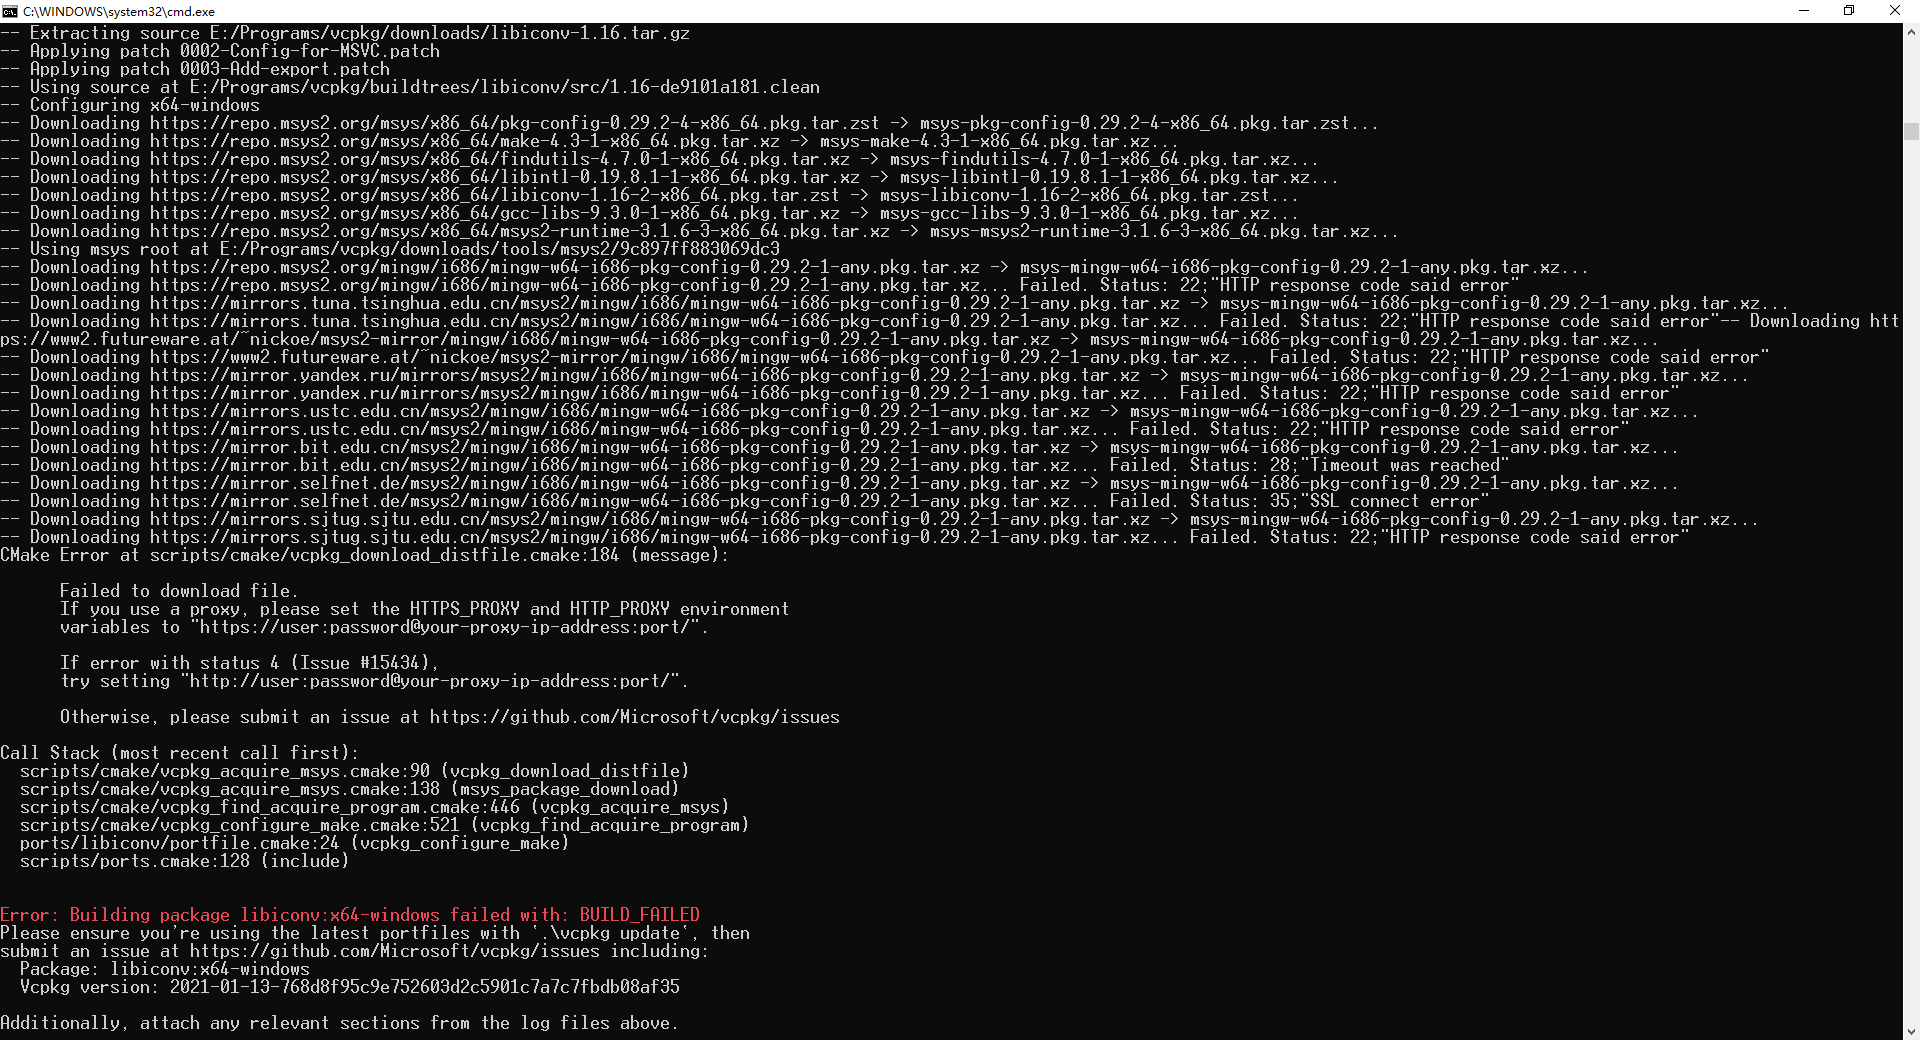 C:\WINDOWS\system32\cmd.exe
-- Extracting source E:/Programs/vcpkg/downloads/libiconv-1.16.tar.gz
-- Applying patch 0002-Config-for-MSVC.patch
-- Applying patch 0003-Add-export.patch
-- Using source at E:/Programs/vcpkg/buildtrees/libiconv/src/1.16-de9101a181.clean
-- Configuring x64-windows
-- Downloading https://repo.msys2.org/msys/x86_64/pkg-config-0.29.2-4-x86_64.pkg.tar.zst -> msys-pkg-config-0.29.2-4-x86_64.pkg.tar.zst...
-- Downloading https://repo.msys2.org/msys/x86_64/make-4.3-1-x86_64.pkg.tar.xz -> msys-make-4.3-1-x86_64.pkg.tar.xz...
-- Downloading https://repo.msys2.org/msys/x86_64/findutils-4.7.0-1-x86_64.pkg.tar.xz -> msys-findutils-4.7.0-1-x86_64.pkg.tar.xz...
-- Downloading https://repo.msys2.org/msys/x86_64/libintl-0.19.8.1-1-x86_64.pkg.tar.xz -> msys-libintl-0.19.8.1-1-x86_64.pkg.tar.xz...
-- Downloading https://repo.msys2.org/msys/x86_64/libiconv-1.16-2-x86_64.pkg.tar.zst -> msys-libiconv-1.16-2-x86_64.pkg.tar.zst...
-- Downloading https://repo.msys2.org/msys/x86_64/gcc-libs-9.3.0-1-x86_64.pkg.tar.xz -> msys-gcc-libs-9.3.0-1-x86_64.pkg.tar.xz...
-- Downloading https://repo.msys2.org/msys/x86_64/msys2-runtime-3.1.6-3-x86_64.pkg.tar.xz -> msys-msys2-runtime-3.1.6-3-x86_64.pkg.tar.xz...
-- Using msys root at E:/Programs/vcpkg/downloads/tools/msys2/9c897ff883069dc3
-- Downloading https://repo.msys2.org/mingw/i686/mingw-w64-i686-pkg-config-0.29.2-1-any.pkg.tar.xz -> msys-mingw-w64-i686-pkg-config-0.29.2-1-any.pkg.tar.xz...
-- Downloading https://repo.msys2.org/mingw/i686/mingw-w64-i686-pkg-config-0.29.2-1-any.pkg.tar.xz... Failed. Status: 22;"HTTP response code said error"
-- Downloading https://mirrors.tuna.tsinghua.edu.cn/msys2/mingw/i686/mingw-w64-i686-pkg-config-0.29.2-1-any.pkg.tar.xz -> msys-mingw-w64-i686-pkg-config-0.29.2-1-any.pkg.tar.xz...
-- Downloading https://mirrors.tuna.tsinghua.edu.cn/msys2/mingw/i686/mingw-w64-i686-pkg-config-0.29.2-1-any.pkg.tar.xz... Failed. Status: 22;"HTTP response code said error"-- Downloading htt
ps://www2.futureware.at/~nickoe/msys2-mirror/mingw/i686/mingw-w64-i686-pkg-config-0.29.2-1-any.pkg.tar.xz -> msys-mingw-w64-i686-pkg-config-0.29.2-1-any.pkg.tar.xz...
-- Downloading https://www2.futureware.at/~nickoe/msys2-mirror/mingw/i686/mingw-w64-i686-pkg-config-0.29.2-1-any.pkg.tar.xz... Failed. Status: 22;"HTTP response code said error"
-- Downloading https://mirror.yandex.ru/mirrors/msys2/mingw/i686/mingw-w64-i686-pkg-config-0.29.2-1-any.pkg.tar.xz -> msys-mingw-w64-i686-pkg-config-0.29.2-1-any.pkg.tar.xz...
-- Downloading https://mirror.yandex.ru/mirrors/msys2/mingw/i686/mingw-w64-i686-pkg-config-0.29.2-1-any.pkg.tar.xz... Failed. Status: 22;"HTTP response code said error"
-- Downloading https://mirrors.ustc.edu.cn/msys2/mingw/i686/mingw-w64-i686-pkg-config-0.29.2-1-any.pkg.tar.xz -> msys-mingw-w64-i686-pkg-config-0.29.2-1-any.pkg.tar.xz...
-- Downloading https://mirrors.ustc.edu.cn/msys2/mingw/i686/mingw-w64-i686-pkg-config-0.29.2-1-any.pkg.tar.xz... Failed. Status: 22;"HTTP response code said error"
-- Downloading https://mirror.bit.edu.cn/msys2/mingw/i686/mingw-w64-i686-pkg-config-0.29.2-1-any.pkg.tar.xz -> msys-mingw-w64-i686-pkg-config-0.29.2-1-any.pkg.tar.xz...
-- Downloading https://mirror.bit.edu.cn/msys2/mingw/i686/mingw-w64-i686-pkg-config-0.29.2-1-any.pkg.tar.xz... Failed. Status: 28;"Timeout was reached"
-- Downloading https://mirror.selfnet.de/msys2/mingw/i686/mingw-w64-i686-pkg-config-0.29.2-1-any.pkg.tar.xz -> msys-mingw-w64-i686-pkg-config-0.29.2-1-any.pkg.tar.xz...
-- Downloading https://mirror.selfnet.de/msys2/mingw/i686/mingw-w64-i686-pkg-config-0.29.2-1-any.pkg.tar.xz... Failed. Status: 35;"SSL connect error"
-- Downloading https://mirrors.sjtug.sjtu.edu.cn/msys2/mingw/i686/mingw-w64-i686-pkg-config-0.29.2-1-any.pkg.tar.xz -> msys-mingw-w64-i686-pkg-config-0.29.2-1-any.pkg.tar.xz...
-- Downloading https://mirrors.sjtug.sjtu.edu.cn/msys2/mingw/i686/mingw-w64-i686-pkg-config-0.29.2-1-any.pkg.tar.xz... Failed. Status: 22;"HTTP response code said error"
CMake Error at scripts/cmake/vcpkg_download_distfile.cmake:184 (message):
Failed to download file.
If you use a proxy, please set the HTTPS_PROXY and HTTP_PROXY environment
variables to "https://user:password@your-proxy-ip-address:port/".
If error with status 4 (Issue #15434),
try setting "http://user:password@your-proxy-ip-address:port/".
Otherwise, please submit an issue at https://github.com/Microsoft/vcpkg/issues
Call Stack (most recent call first):
scripts/cmake/vcpkg_acquire_msys.cmake:90 (vcpkg_download_distfile)
scripts/cmake/vcpkg_acquire_msys.cmake:138 (msys_package_download)
scripts/cmake/vcpkg_find_acquire_program.cmake:446 (vcpkg_acquire_msys)
scripts/cmake/vcpkg_configure_make.cmake:521 (vcpkg_find_acquire_program)
ports/libiconv/portfile.cmake:24 (vcpkg_configure_make)
scripts/ports.cmake:128 (include)
Error: Building package libiconv:x64-windows failed with: BUILD_FAILED
Please ensure you're using the latest portfiles with `.\vcpkg update`, then
submit an issue at https://github.com/Microsoft/vcpkg/issues including:
Package: libiconv:x64-windows
Vcpkg version: 2021-01-13-768d8f95c9e752603d2c5901c7a7c7fbdb08af35
Additionally, attach any relevant sections from the log files above.